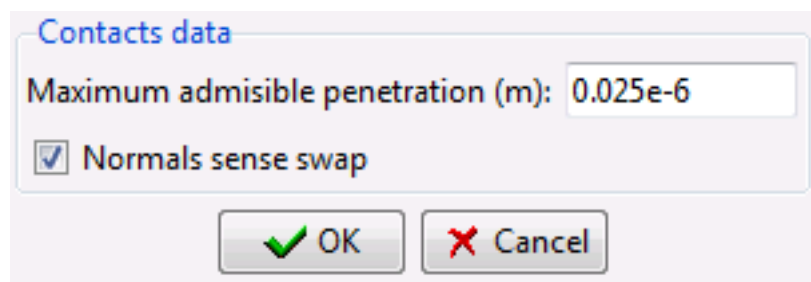 Contacts data
Maximum admisible penetration (m): 0.025e-6
Normals sense swap
OK Cancel